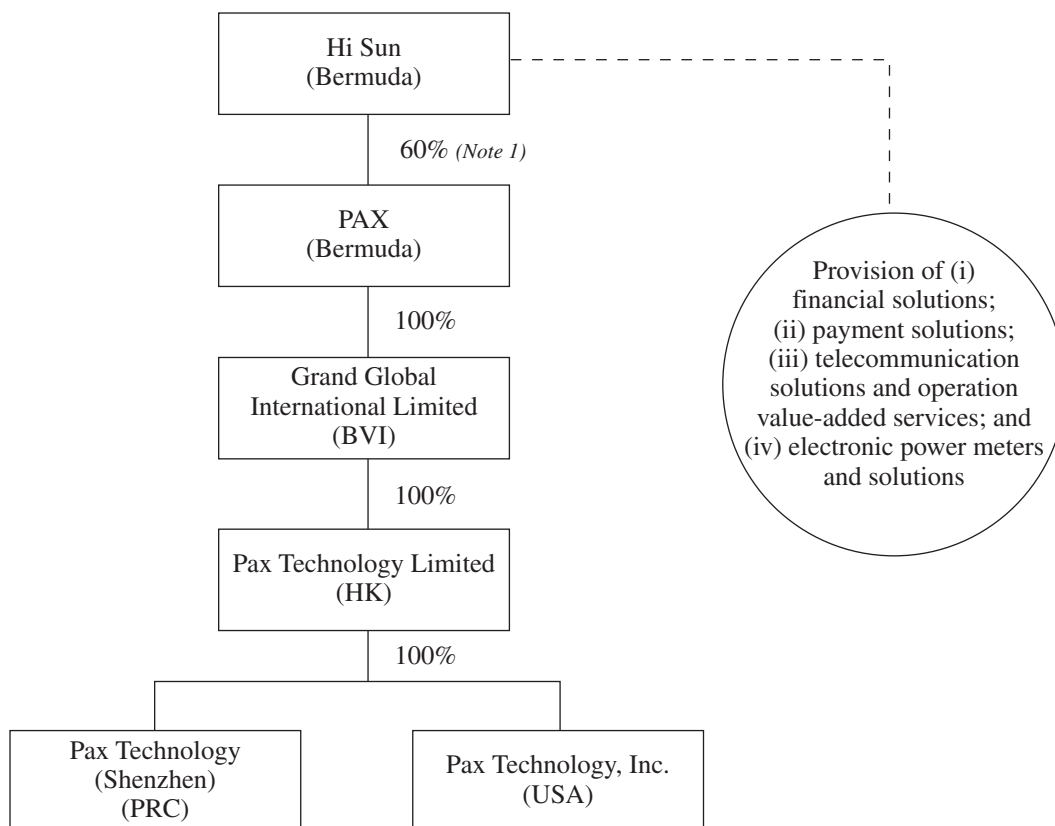 Hi Sun
(Bermuda)
60% (Note 1)
PAX
(Bermuda)
100%
Grand Global
International Limited
(BVI)
100%
Pax Technology Limited
(HK)
100%
Pax Technology
(Shenzhen)
(PRC)
Pax Technology, Inc.
(USA)
Provision of (i)
financial solutions;
(ii) payment solutions;
(iii) telecommunication
solutions and operation
value-added services; and
(iv) electronic power meters
and solutions